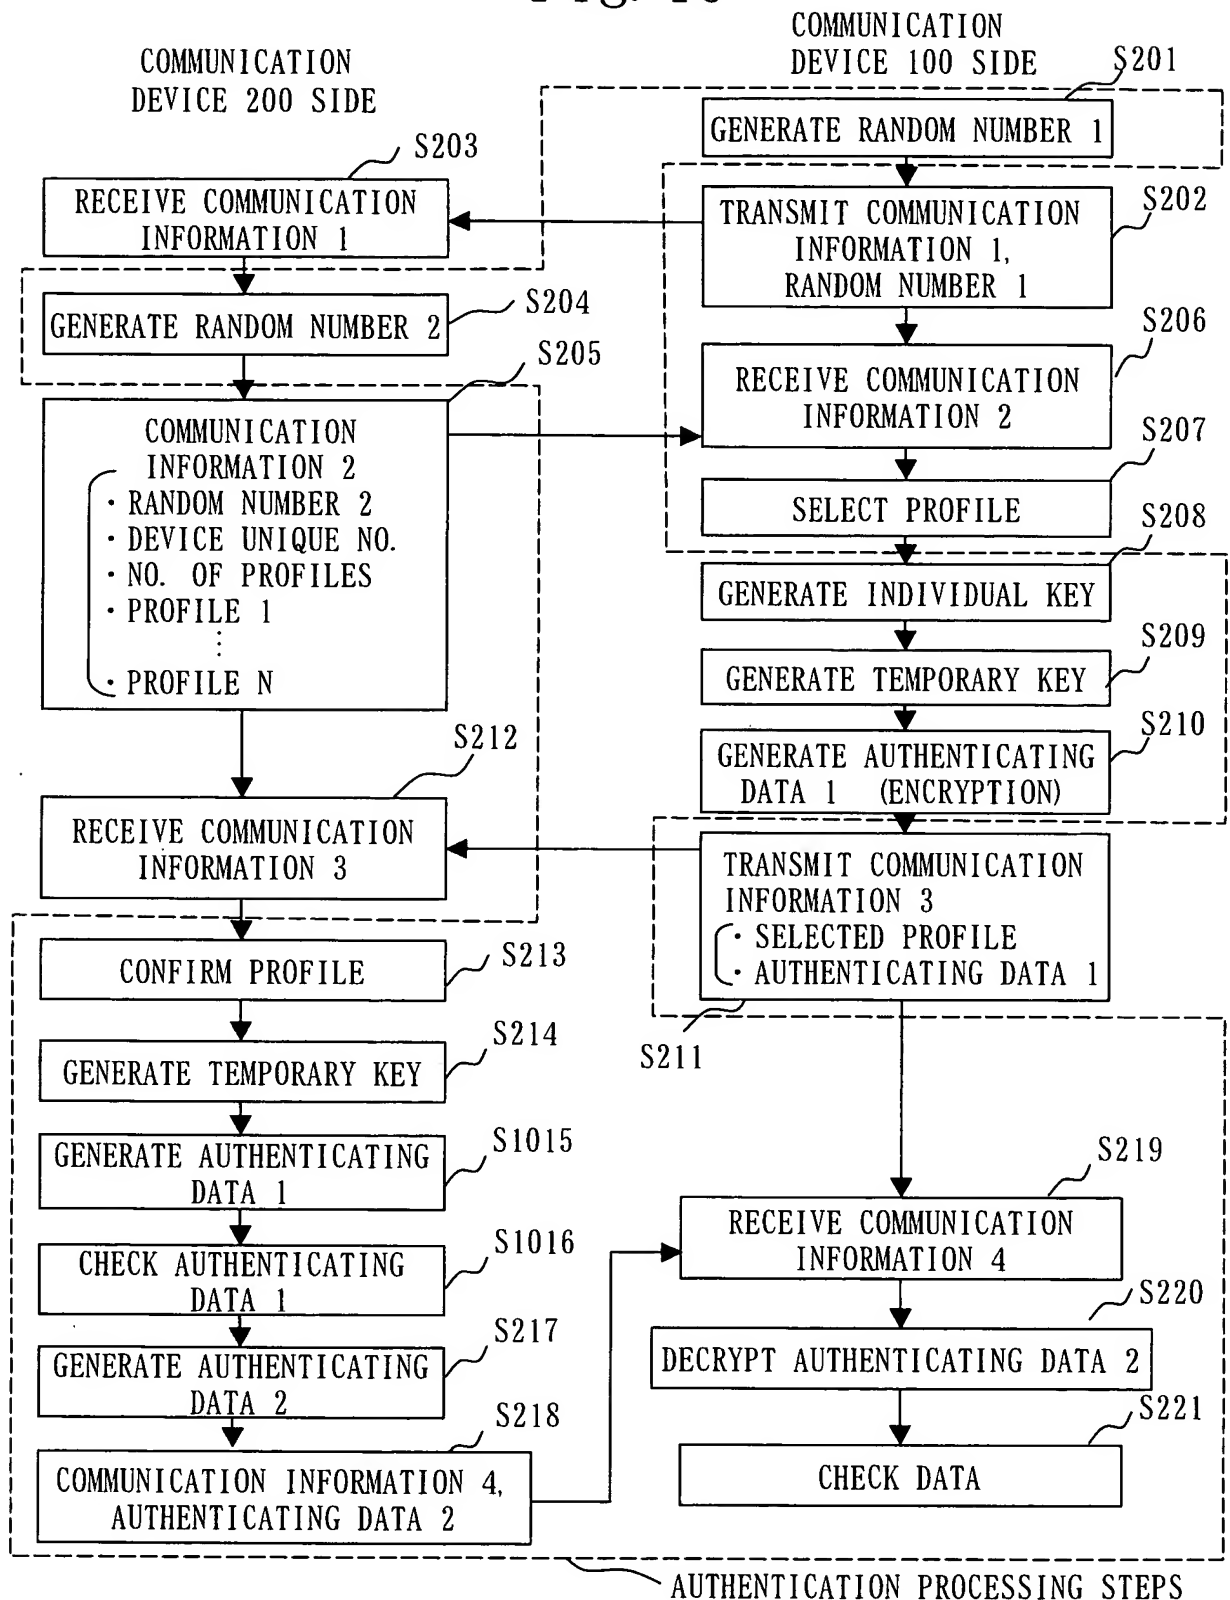 COMMUNICATION
DEVICE 200 SIDE
COMMUNICATION
DEVICE 100 SIDE
S201
GENERATE RANDOM NUMBER 1
S203
RECEIVE COMMUNICATION
INFORMATION 1
S202
TRANSMIT COMMUNICATION
INFORMATION 1,
RANDOM NUMBER 1
S204
GENERATE RANDOM NUMBER 2
S206
RECEIVE COMMUNICATION
INFORMATION 2
S205
COMMUNICATION
INFORMATION 2
· RANDOM NUMBER 2
· DEVICE UNIQUE NO.
· NO. OF PROFILES
· PROFILE 1
⋮
· PROFILE N
S207
SELECT PROFILE
S208
GENERATE INDIVIDUAL KEY
S209
GENERATE TEMPORARY KEY
S210
GENERATE AUTHENTICATING
DATA 1 (ENCRYPTION)
S212
RECEIVE COMMUNICATION
INFORMATION 3
TRANSMIT COMMUNICATION
INFORMATION 3
· SELECTED PROFILE
· AUTHENTICATING DATA 1
S211
S213
CONFIRM PROFILE
S214
GENERATE TEMPORARY KEY
S1015
GENERATE AUTHENTICATING
DATA 1
S1016
CHECK AUTHENTICATING
DATA 1
S217
GENERATE AUTHENTICATING
DATA 2
S218
COMMUNICATION INFORMATION 4,
AUTHENTICATING DATA 2
S219
RECEIVE COMMUNICATION
INFORMATION 4
S220
DECRYPT AUTHENTICATING DATA 2
S221
CHECK DATA
AUTHENTICATION PROCESSING STEPS